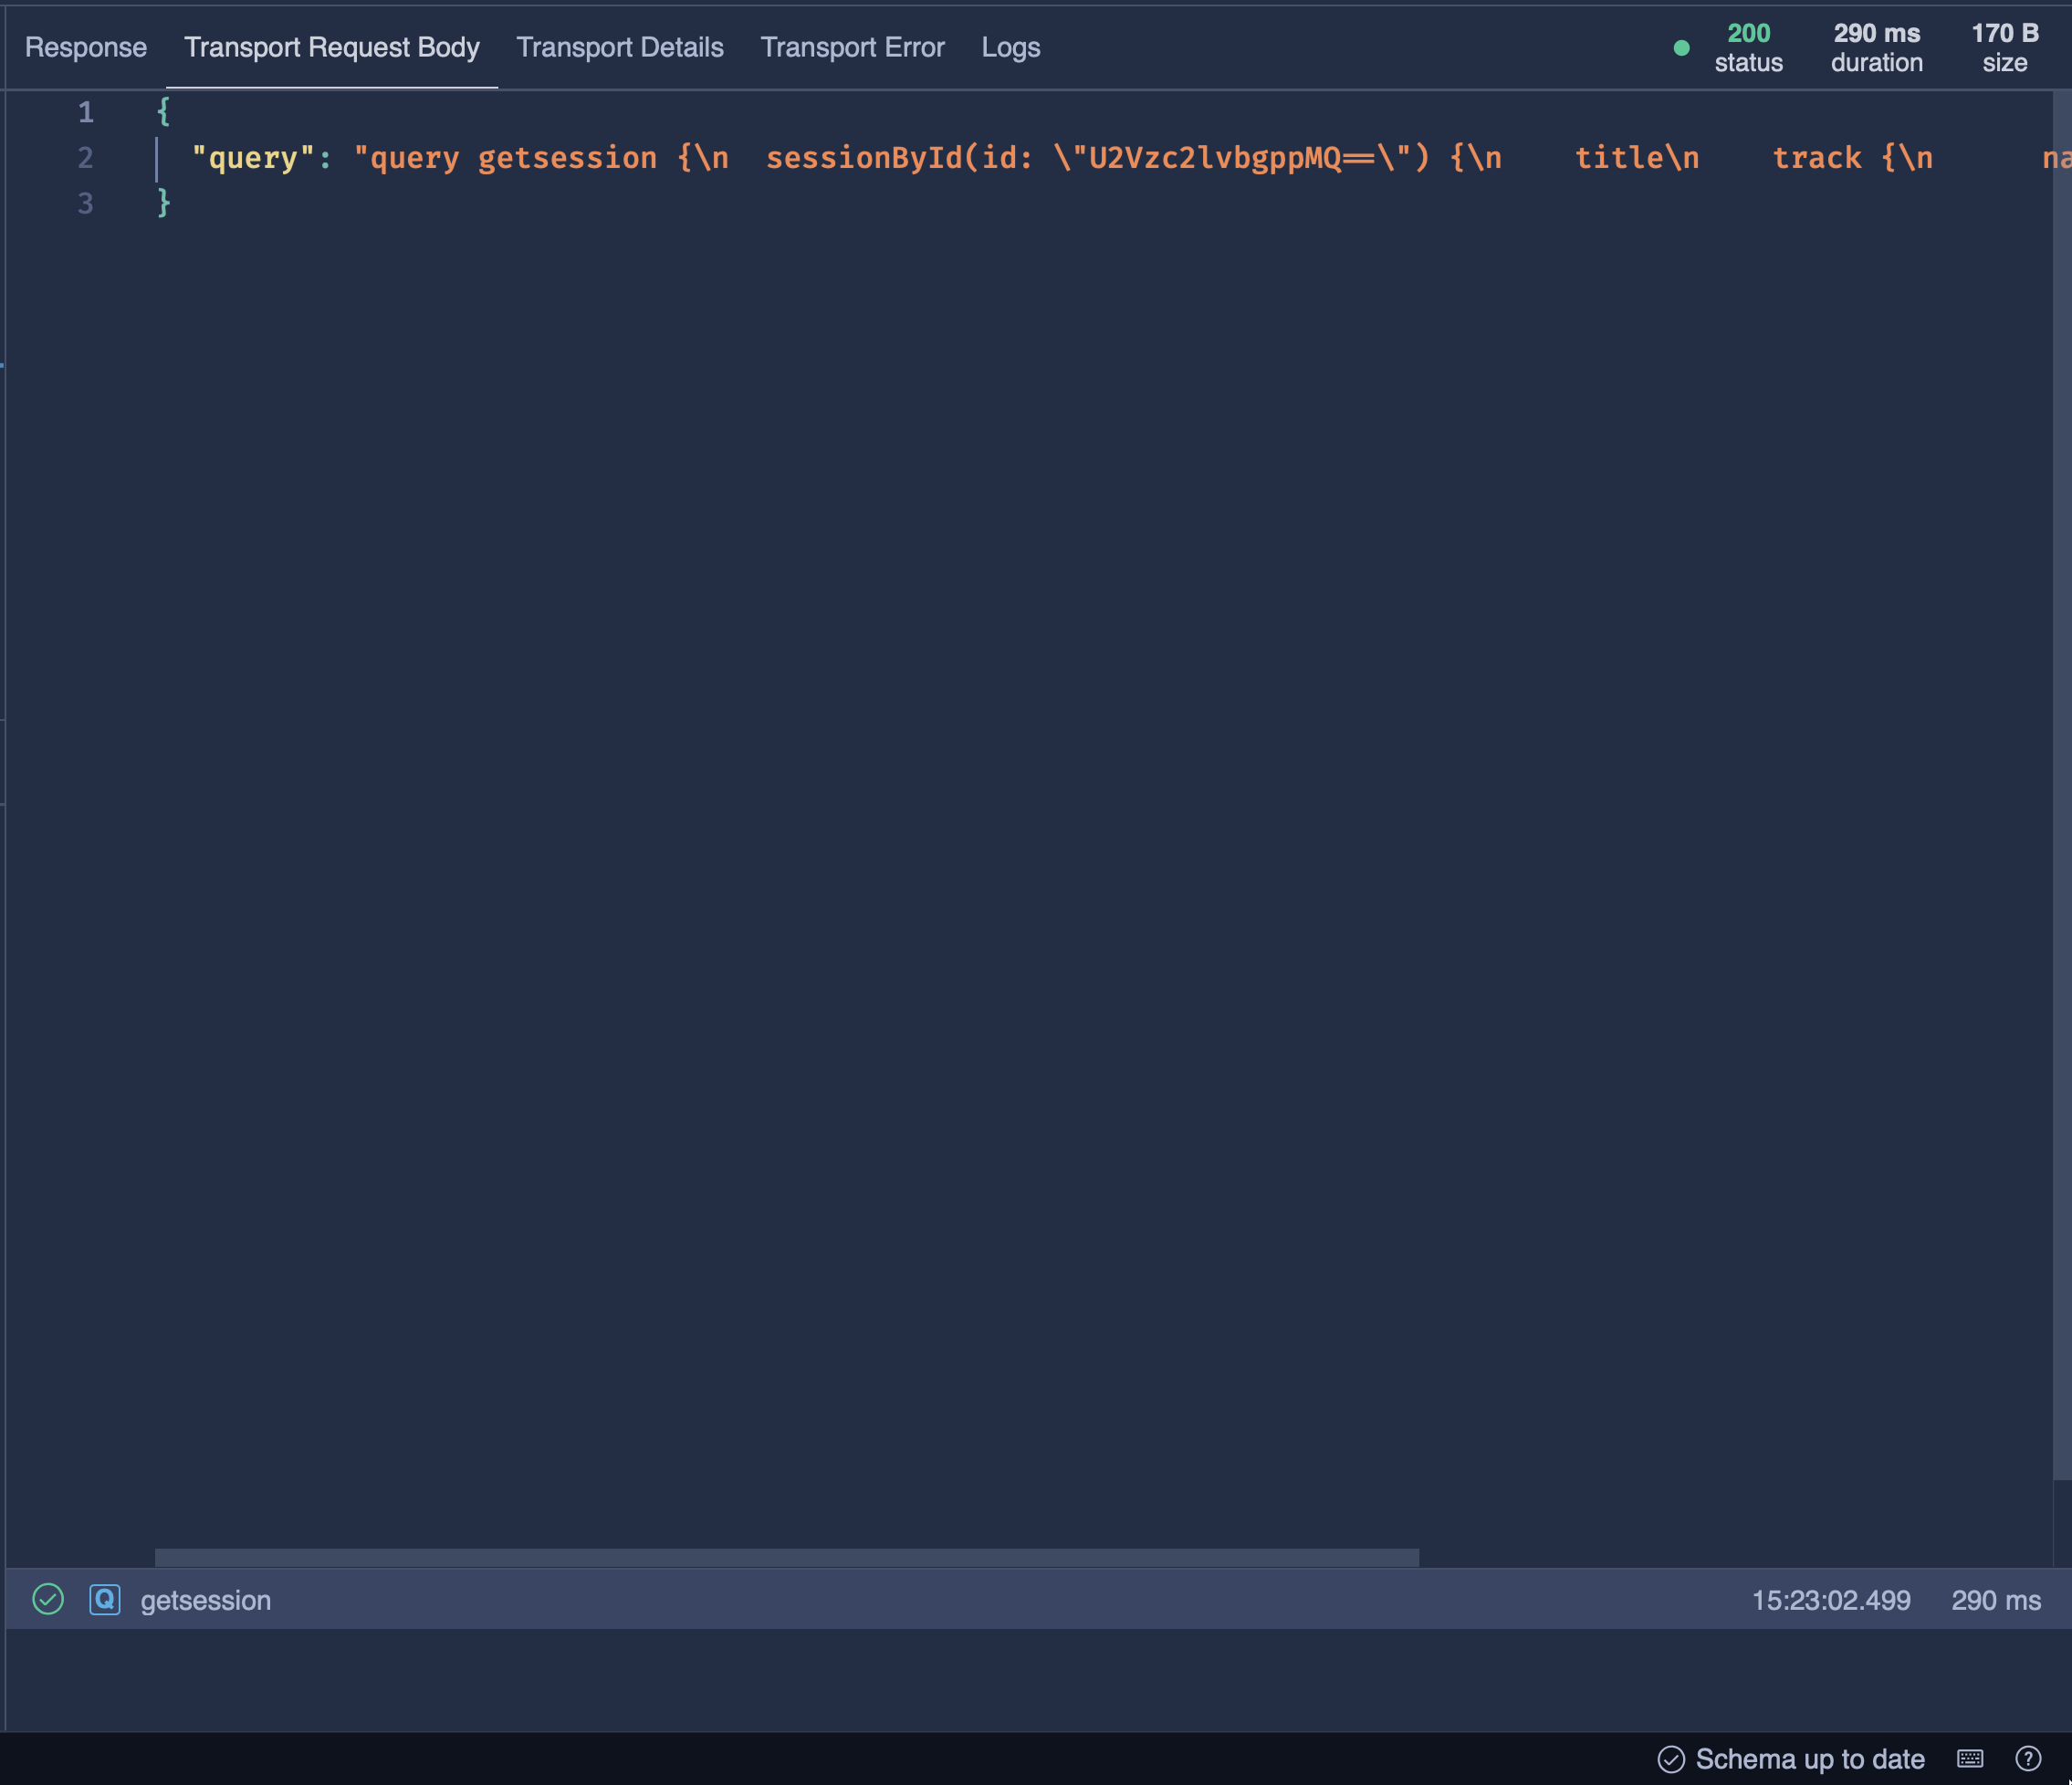 Response Transport Request Body Transport Details Transport Error Logs 200 290 ms 170 B
status duration size
1 {
2 "query": "query getsession {\n  sessionById(id: \"U2Vzc2lvbgppMQ==\") {\n    title\n    track {\n      na
3 }
Q getsession 15:23:02.499 290 ms
Schema up to date ?